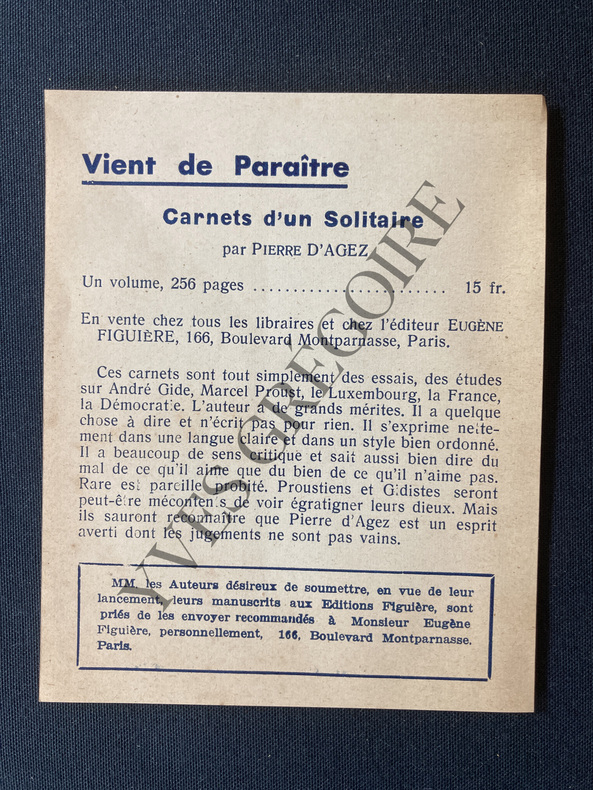 Vient de Paraître
Carnets d'un Solitaire
par PIERRE D'AGEZ
Un volume, 256 pages ........................ 15 fr.
En vente chez tous les libraires et chez l'éditeur EUGÈNE
FIGUIÈRE, 166, Boulevard Montparnasse, Paris.
Ces carnets sont tout simplement des essais, des études
sur André Gide, Marcel Proust, le Luxembourg, la France,
la Démocratie. L'auteur a de grands mérites. Il a quelque
chose à dire et n'écrit pas pour rien. Il s'exprime nette-
ment dans une langue claire et dans un style bien ordonné.
Il a beaucoup de sens critique et sait aussi bien dire du
mal de ce qu'il aime que du bien de ce qu'il n'aime pas.
Rare est pareille probité. Proustiens et Gidistes seront
peut-être mécontents de voir égratigner leurs dieux. Mais
ils sauront reconnaître que Pierre d'Agez est un esprit
averti dont les jugements ne sont pas vains.
MM. les Auteurs désireux de soumettre, en vue de leur
lancement, leurs manuscrits aux Editions Figuière, sont
priés de les envoyer recommandés à Monsieur Eugène
Figuière, personnellement, 166, Boulevard Montparnasse.
Paris.
YVES GREGOIRE